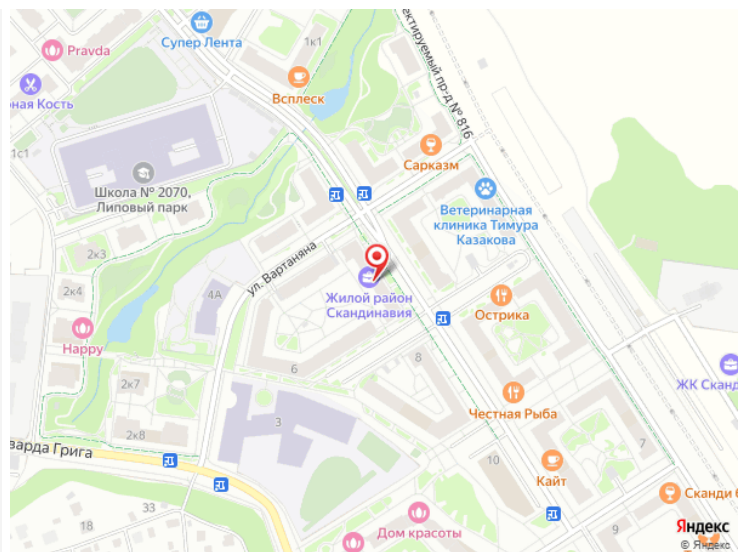 1к1
Супер Лента
Pravda
Всплеск
рная Кость
ектируемый пр-д № 816
1с1
Сарказм
Школа № 2070,
Липовый парк
Ветеринарная
клиника Тимура
Казакова
2к3
ул. Вартаняна
2к4
4А
Жилой район
Скандинавия
Острика
Happy
8
6
ЖК Сканд
2к7
Честная Рыба
3
2к8
7
варда Грига
10
Кайт
Сканди б
33
18
Дом красоты
9
Яндекс
© Яндекс